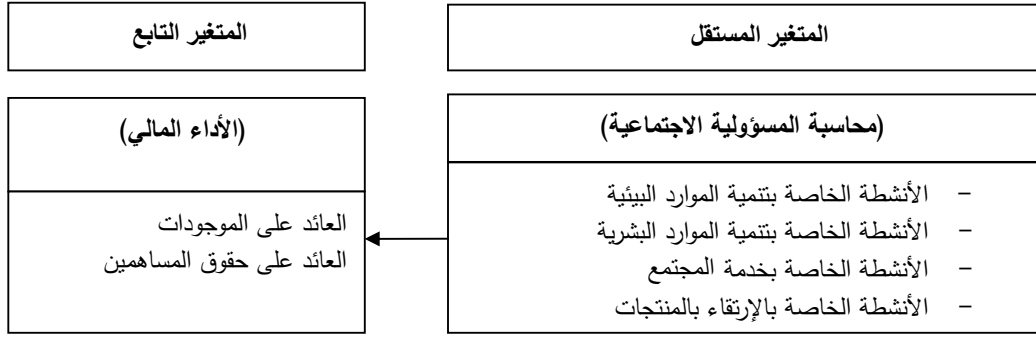 المتغير المستقل
المتغير التابع
(محاسبة المسؤولية الاجتماعية)
- الأنشطة الخاصة بتنمية الموارد البيئية
- الأنشطة الخاصة بتنمية الموارد البشرية
- الأنشطة الخاصة بخدمة المجتمع
- الأنشطة الخاصة بالإرتقاء بالمنتجات
(الأداء المالي)
العائد على الموجودات
العائد على حقوق المساهمين